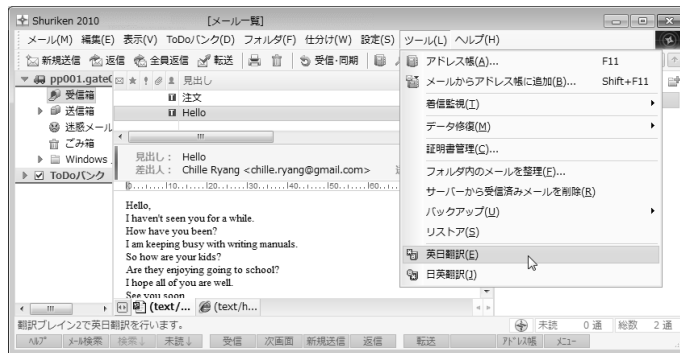 Shuriken 2010 [メール一覧]
メール(M) 編集(E) 表示(V) ToDoバンク(D) フォルダ(F) 仕分け(W) 設定(S) ツール(L) ヘルプ(H)
新規送信 返信 全員返信 転送 受信・同期
アドレス帳(A)... F11
メールからアドレス帳に追加(B)... Shift+F11
着信監視(T)
データ修復(M)
証明書管理(C)...
フォルダ内のメールを整理(F)...
サーバーから受信済みメールを削除(R)
バックアップ(U)
リストア(S)
英日翻訳(E)
日英翻訳(J)
pp001.gate
受信箱
送信箱
迷惑メール
ごみ箱
Windows
ToDoバンク
見出し
注文
Hello
見出し: Hello
差出人: Chille Ryang <chille.ryang@gmail.com>
10 20 30 40 50 60
Hello,
I haven't seen you for a while.
How have you been?
I am keeping busy with writing manuals.
So how are your kids?
Are they enjoying going to school?
I hope all of you are well.
See you soon
(text/... (text/h...
翻訳ブレイン2で英日翻訳を行います。 未読 0 通 総数 2 通
ヘルプ メール検索 検索↓ 未読↓ 受信 次画面 新規送信 返信 転送 アドレス帳 メニュー